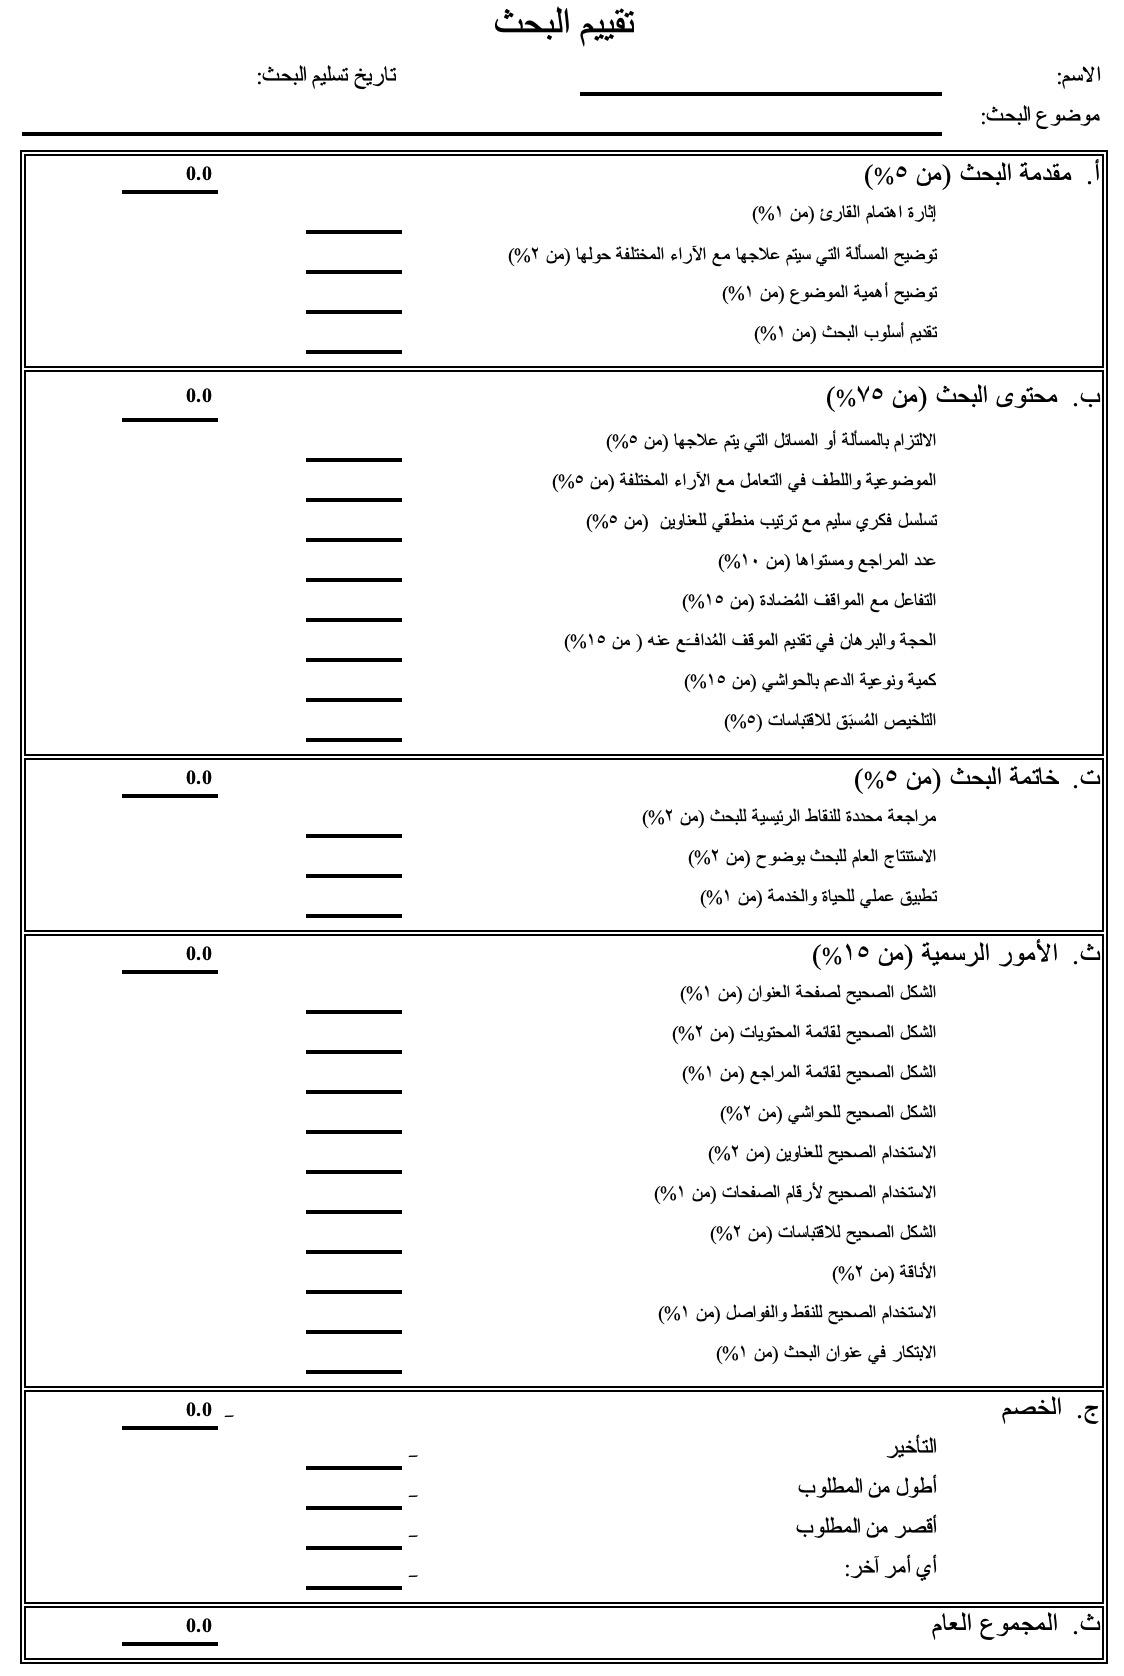 تقييم البحث
الاسم: تاريخ تسليم البحث:
موضوع البحث:
أ. مقدمة البحث (من ٥%) 0.0
إثارة اهتمام القارئ (من ١%)
توضيح المسألة التي سيتم علاجها مع الآراء المختلفة حولها (من ٢%)
توضيح أهمية الموضوع (من ١%)
تقديم أسلوب البحث (من ١%)
ب. محتوى البحث (من ٧٥%) 0.0
الالتزام بالمسألة أو المسائل التي يتم علاجها (من ٥%)
الموضوعية واللطف في التعامل مع الآراء المختلفة (من ٥%)
تسلسل فكري سليم مع ترتيب منطقي للعناوين (من ٥%)
عدد المراجع ومستواها (من ١٠%)
التفاعل مع المواقف المُضادة (من ١٥%)
الحجة والبرهان في تقديم الموقف المُدافَع عنه ( من ١٥%)
كمية ونوعية الدعم بالحواشي (من ١٥%)
التلخيص المُسبَق للاقتباسات (٥%)
ت. خاتمة البحث (من ٥%) 0.0
مراجعة محددة للنقاط الرئيسية للبحث (من ٢%)
الاستنتاج العام للبحث بوضوح (من ٢%)
تطبيق عملي للحياة والخدمة (من ١%)
ث. الأمور الرسمية (من ١٥%) 0.0
الشكل الصحيح لصفحة العنوان (من ١%)
الشكل الصحيح لقائمة المحتويات (من ٢%)
الشكل الصحيح لقائمة المراجع (من ١%)
الشكل الصحيح للحواشي (من ٢%)
الاستخدام الصحيح للعناوين (من ٢%)
الاستخدام الصحيح لأرقام الصفحات (من ١%)
الشكل الصحيح للاقتباسات (من ٢%)
الأناقة (من ٢%)
الاستخدام الصحيح للنقط والفواصل (من ١%)
الابتكار في عنوان البحث (من ١%)
ج. الخصم - 0.0
التأخير -
أطول من المطلوب -
أقصر من المطلوب -
أي أمر آخر: -
ث. المجموع العام 0.0